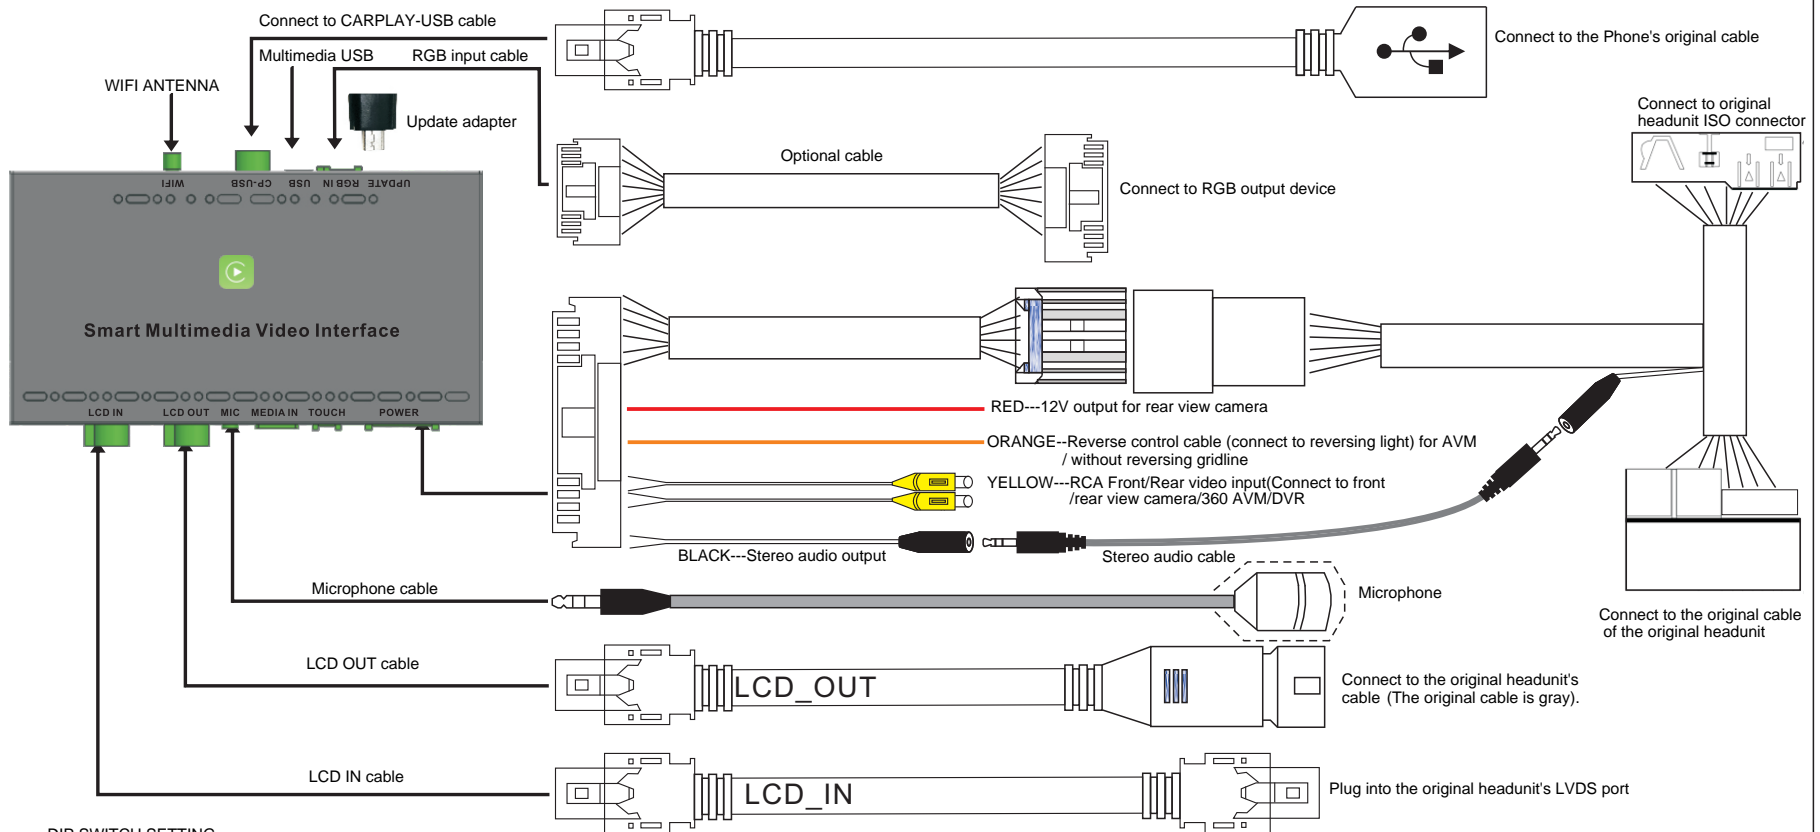 Connect to CARPLAY-USB cable
Connect to the Phone's original cable
Multimedia USB
RGB input cable
WIFI ANTENNA
Update adapter
Connect to original
headunit ISO connector
Optional cable
Connect to RGB output device
WIFI
CP-USB
USB
RGB IN
UPDATE
Smart Multimedia Video Interface
LCD IN
LCD OUT
MIC
MEDIA IN
TOUCH
POWER
RED---12V output for rear view camera
ORANGE--Reverse control cable (connect to reversing light) for AVM
/ without reversing gridline
YELLOW---RCA Front/Rear video input(Connect to front
/rear view camera/360 AVM/DVR
BLACK---Stereo audio output
Stereo audio cable
Microphone cable
Microphone
Connect to the original cable
of the original headunit
LCD OUT cable
LCD_OUT
Connect to the original headunit's
cable (The original cable is gray).
LCD IN cable
LCD_IN
Plug into the original headunit's LVDS port
DIP SWITCH SETTING